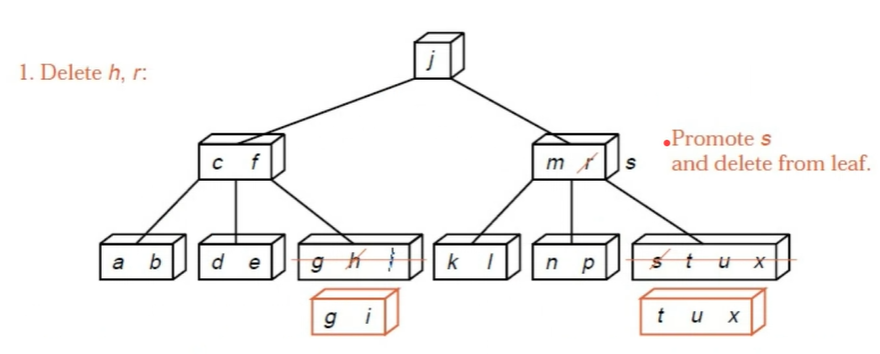 j
1. Delete h, r:
c f
m r s
Promote s
and delete from leaf.
a b
d e
g h i
k l
n p
s t u x
g i
t u x